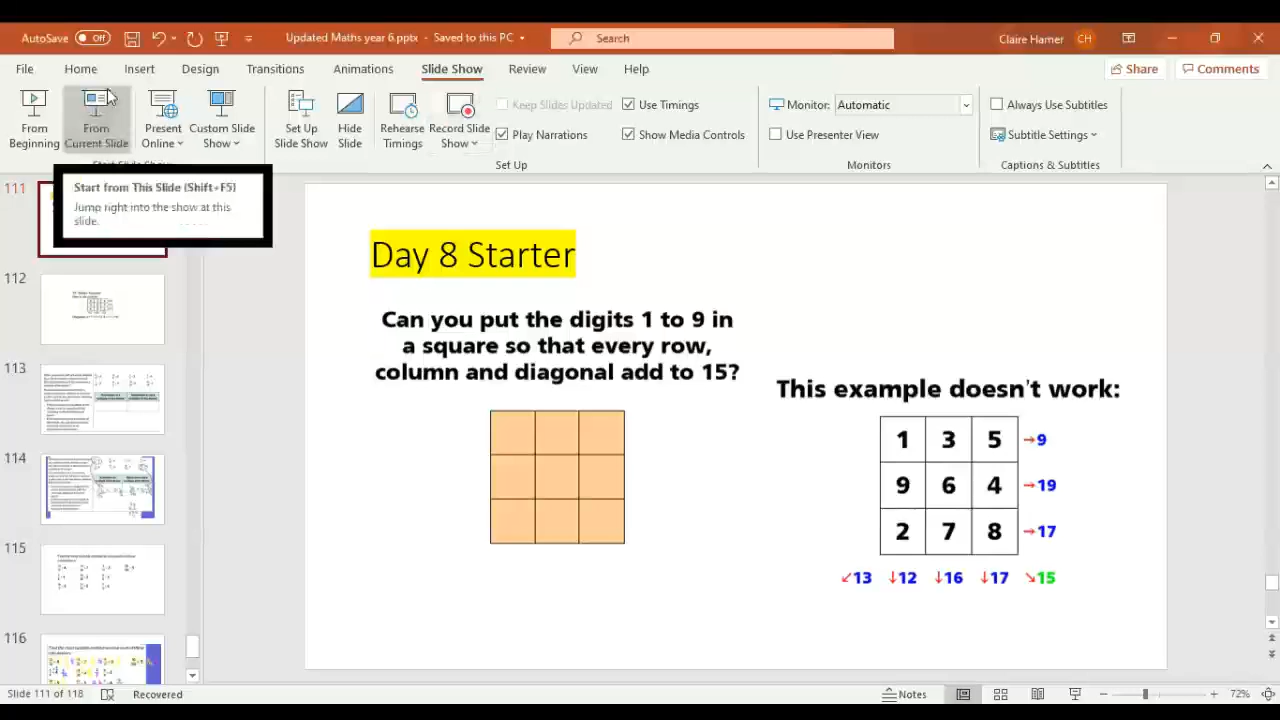 AutoSave Off Updated Maths year 6.pptx - Saved to this PC Search Claire Hamer CH
File Home Insert Design Transitions Animations Slide Show Review View Help Share Comments
From Beginning
From Current Slide
Present Online
Custom Slide Show
Set Up Slide Show
Hide Slide
Rehearse Timings
Record Slide Show
Keep Slides Updated
Play Narrations
Use Timings
Show Media Controls
Set Up
Monitor: Automatic
Use Presenter View
Monitors
Always Use Subtitles
Subtitle Settings
Captions & Subtitles
Start from This Slide (Shift+F5)
Jump right into the show at this
slide.
111
112
113
114
115
116
Day 8 Starter
Can you put the digits 1 to 9 in
a square so that every row,
column and diagonal add to 15?
This example doesn't work:
1 3 5 →9
9 6 4 →19
2 7 8 →17
↙13 ↓12 ↓16 ↓17 ↘15
Slide 111 of 118 Recovered Notes 72%